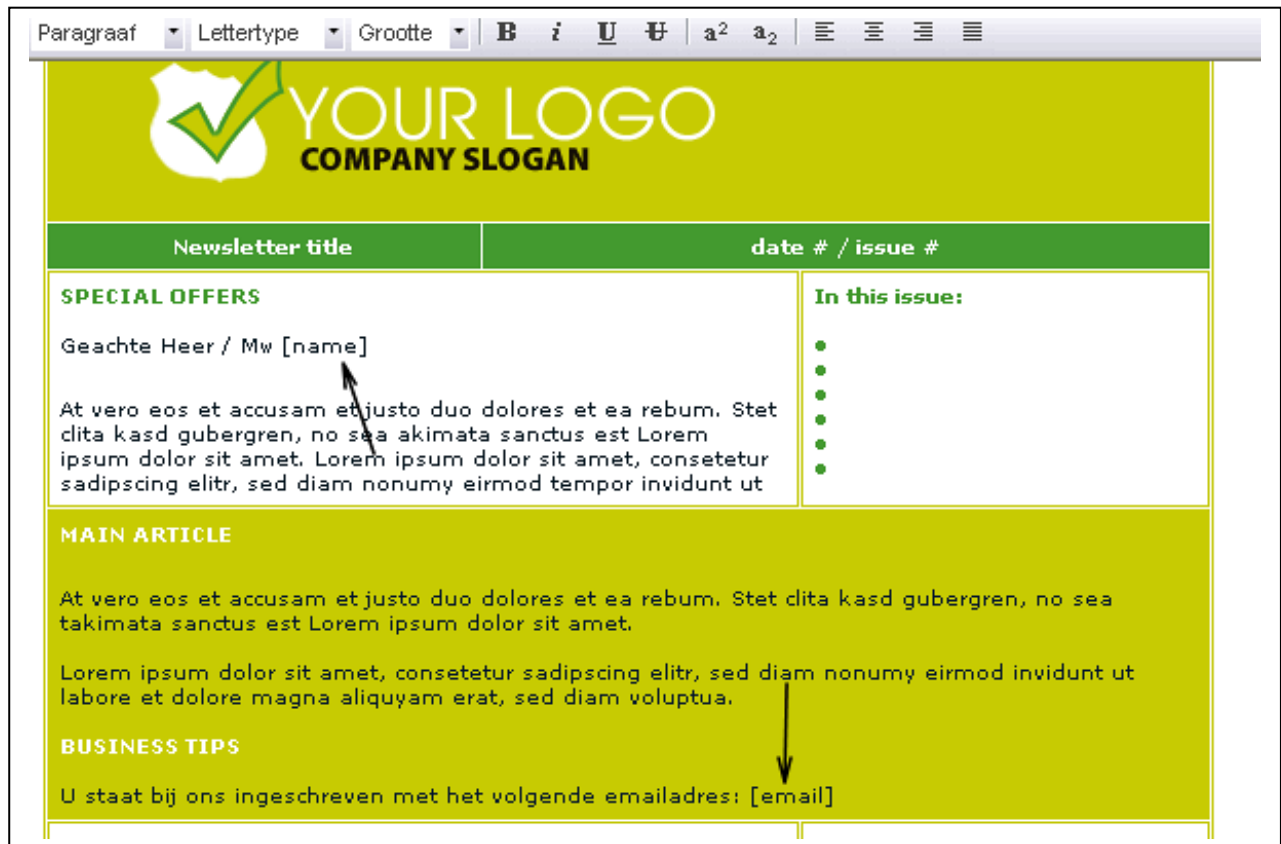 Paragraaf Lettertype Grootte B i U U a2 a2
YOUR LOGO
COMPANY SLOGAN
Newsletter title date # / issue #
SPECIAL OFFERS
Geachte Heer / Mw [name]
At vero eos et accusam et justo duo dolores et ea rebum. Stet
clita kasd gubergren, no sea akimata sanctus est Lorem
ipsum dolor sit amet. Lorem ipsum dolor sit amet, consetetur
sadipscing elitr, sed diam nonumy eirmod tempor invidunt ut
In this issue:
MAIN ARTICLE
At vero eos et accusam et justo duo dolores et ea rebum. Stet clita kasd gubergren, no sea
takimata sanctus est Lorem ipsum dolor sit amet.
Lorem ipsum dolor sit amet, consetetur sadipscing elitr, sed diam nonumy eirmod invidunt ut
labore et dolore magna aliquyam erat, sed diam voluptua.
BUSINESS TIPS
U staat bij ons ingeschreven met het volgende emailadres: [email]